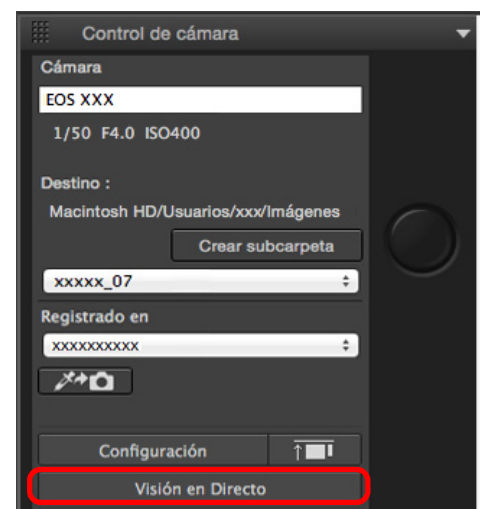 Control de cámara
Cámara
EOS XXX
1/50 F4.0 ISO400
Destino :
Macintosh HD/Usuarios/xxx/Imágenes
Crear subcarpeta
xxxxx_07
Registrado en
xxxxxxxxxx
Configuración
Visión en Directo